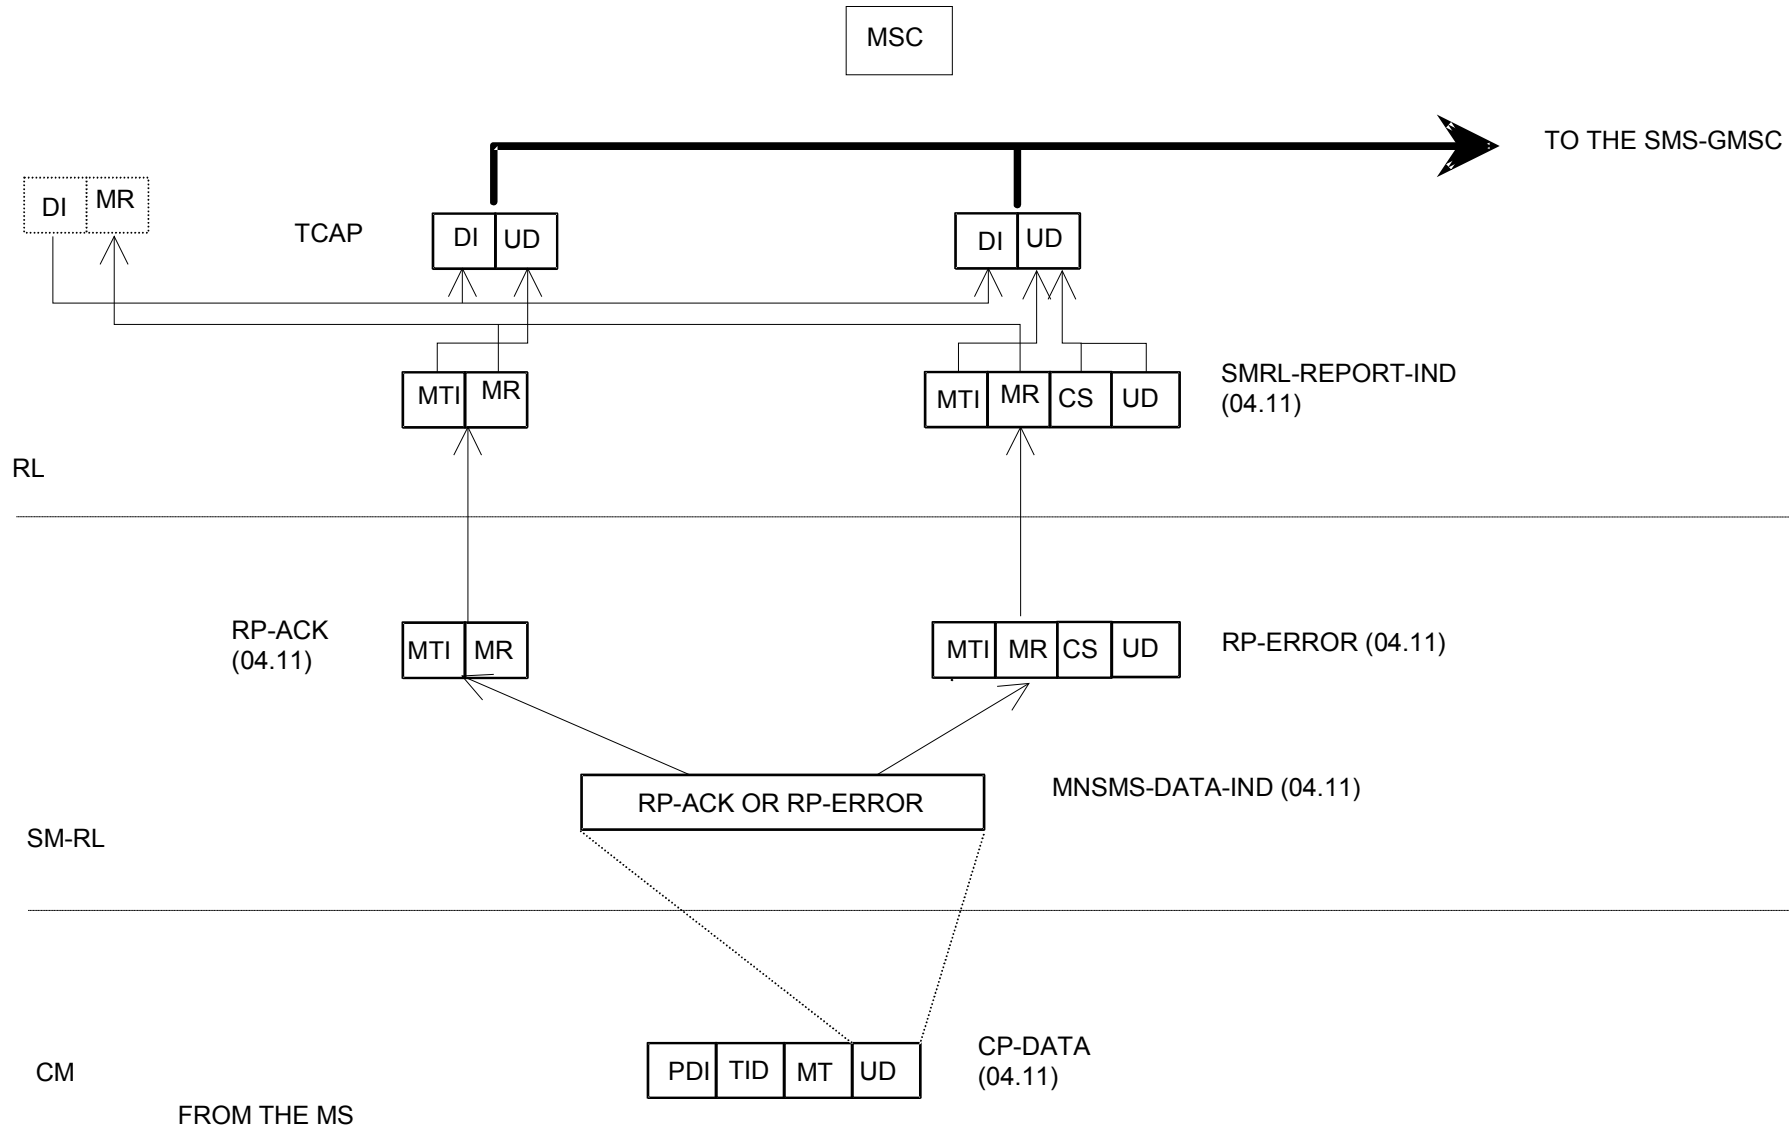 MSC
TO THE SMS-GMSC
DI MR
TCAP
DI UD
DI UD
MTI MR
MTI MR CS UD
SMRL-REPORT-IND
(04.11)
RL
RP-ACK
(04.11)
MTI MR
MTI MR CS UD
RP-ERROR (04.11)
RP-ACK OR RP-ERROR
MNSMS-DATA-IND (04.11)
SM-RL
CM
PDI TID MT UD
CP-DATA
(04.11)
FROM THE MS